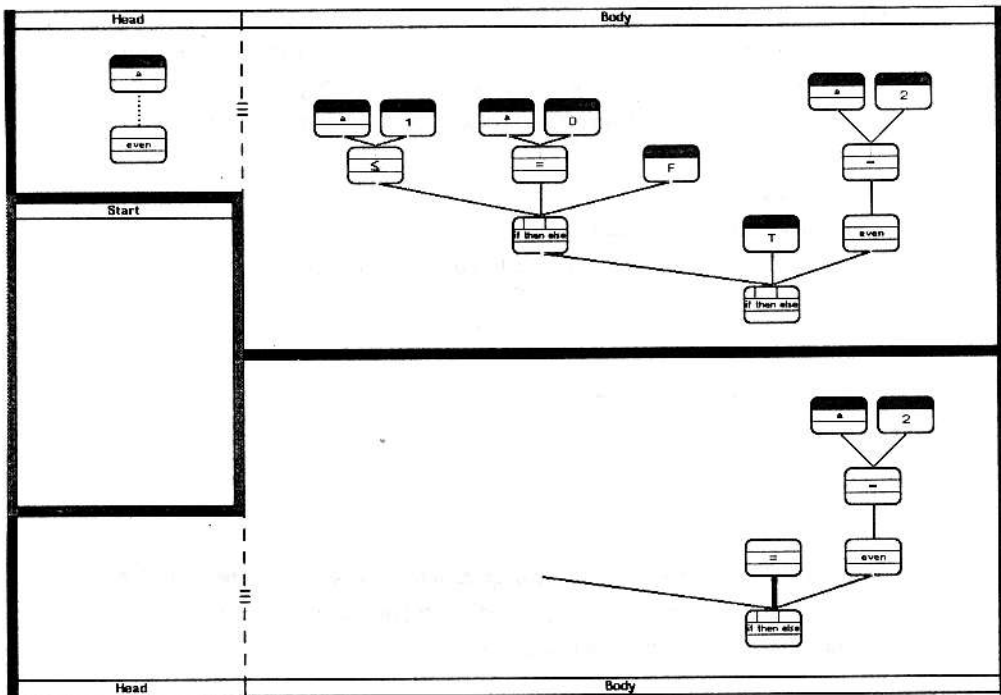 Head Body
a 2
a
a 1 a 0
even
≤ = F −
Start
if then else T even
if then else
a 2
−
= even
if then else
Head Body